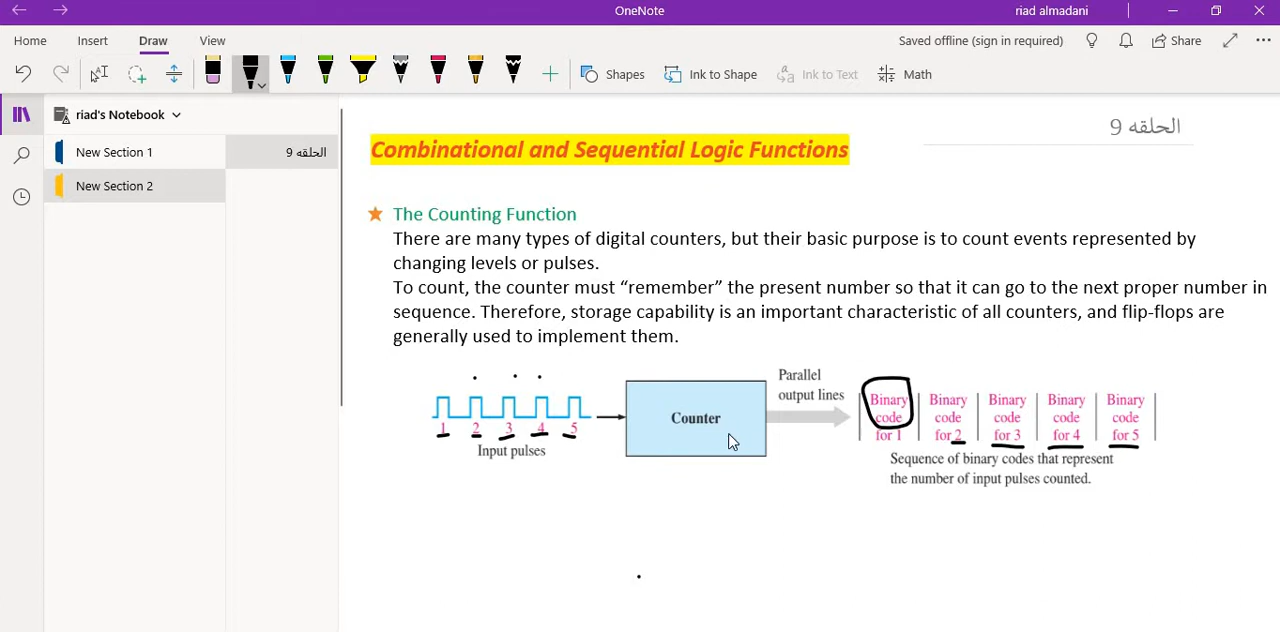 OneNote
riad almadani
Home Insert Draw View
Saved offline (sign in required)
Share
Shapes
Ink to Shape
Ink to Text
Math
riad's Notebook
New Section 1
New Section 2
الحلقه 9
الحلقه 9
Combinational and Sequential Logic Functions
The Counting Function
There are many types of digital counters, but their basic purpose is to count events represented by
changing levels or pulses.
To count, the counter must “remember” the present number so that it can go to the next proper number in
sequence. Therefore, storage capability is an important characteristic of all counters, and flip-flops are
generally used to implement them.
1 2 3 4 5
Input pulses
Counter
Parallel
output lines
Binary
code
for 1
Binary
code
for 2
Binary
code
for 3
Binary
code
for 4
Binary
code
for 5
Sequence of binary codes that represent
the number of input pulses counted.